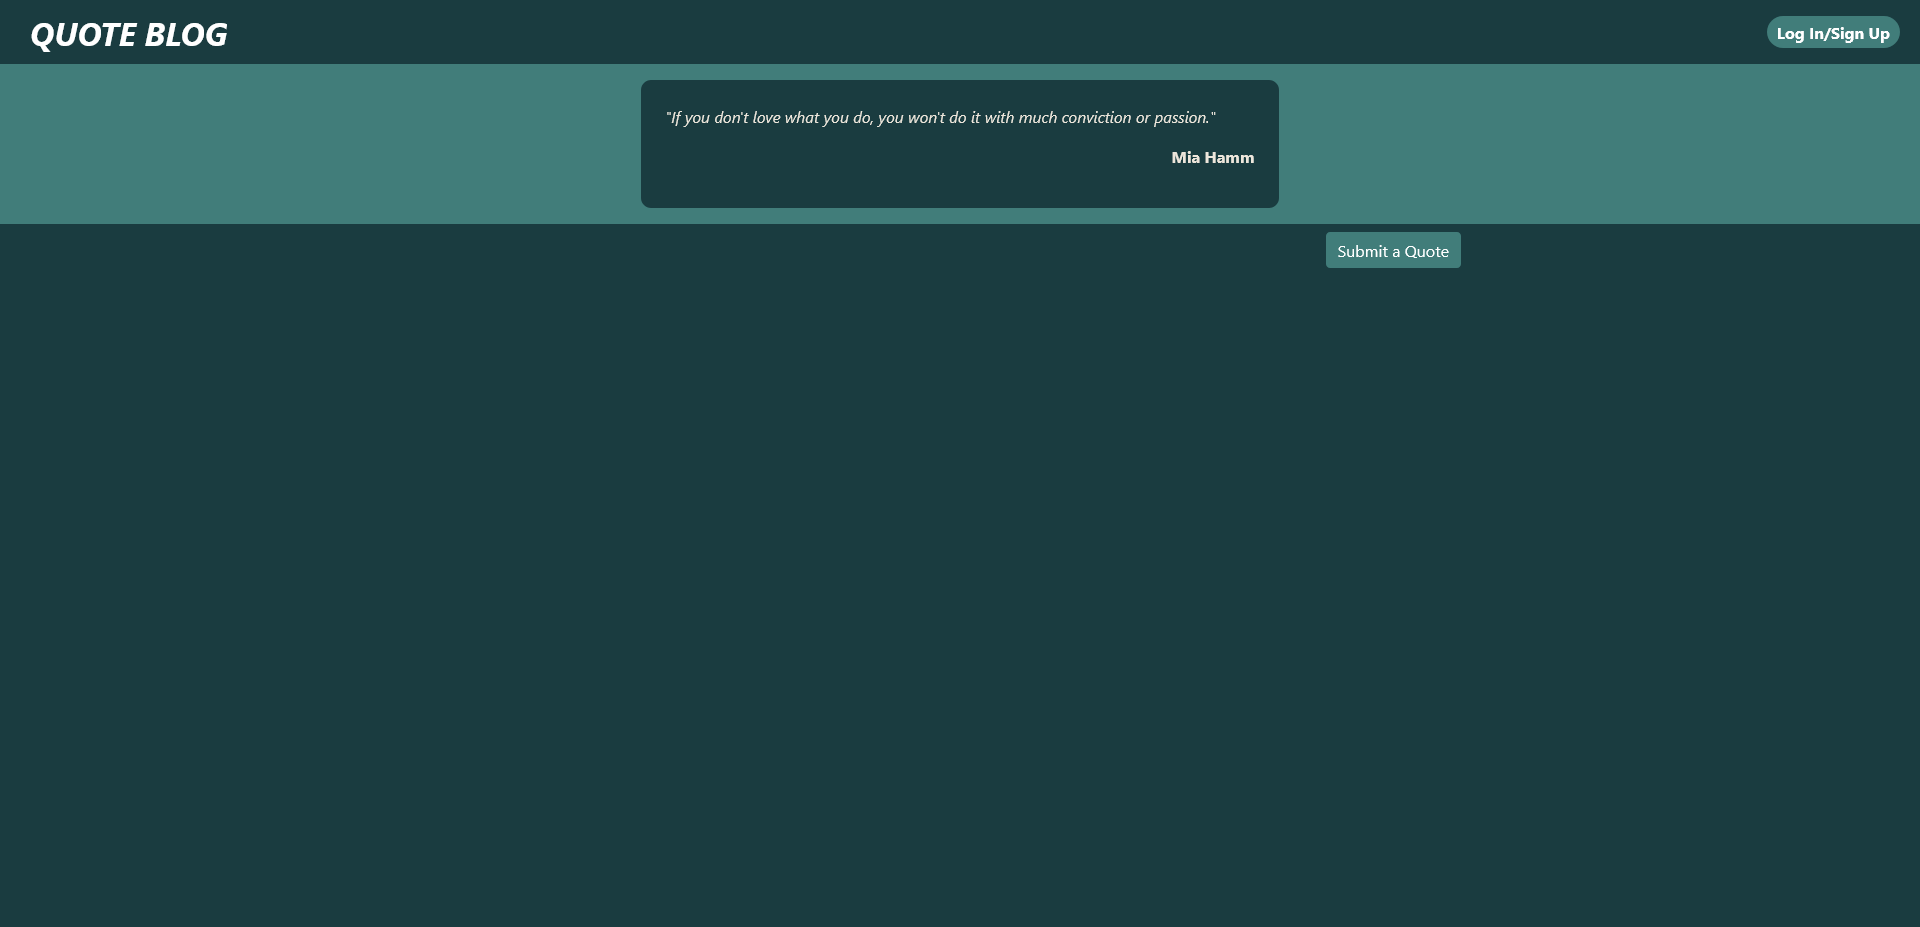 QUOTE BLOG
Log In/Sign Up
"If you don't love what you do, you won't do it with much conviction or passion."
Mia Hamm
Submit a Quote